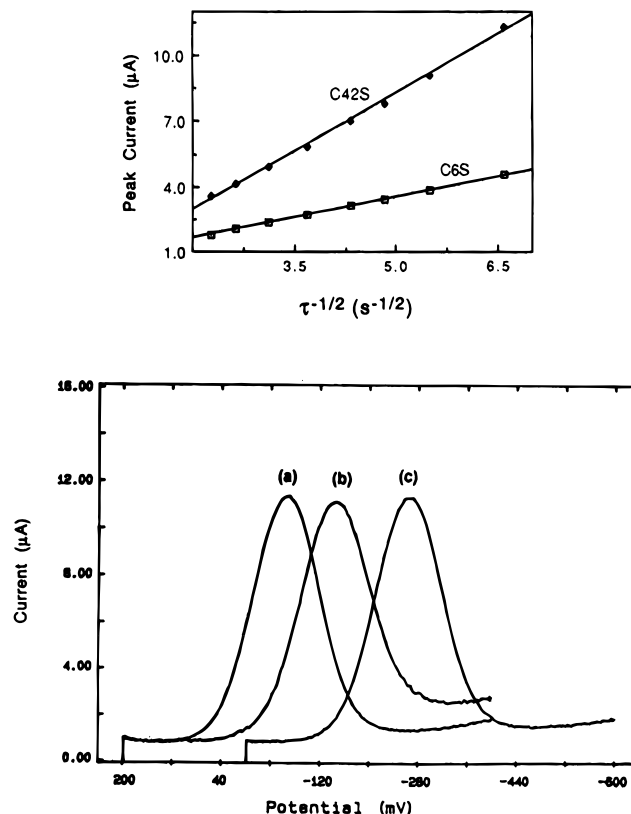 10.0
7.0
4.0
1.0
Peak Current (μA)
C42S
C6S
3.5 5.0 6.5
τ-1/2 (s-1/2)
16.00
12.00
8.00
4.00
0.00
Current (μA)
(a) (b) (c)
200 40 -120 -280 -440 -600
Potential (mV)